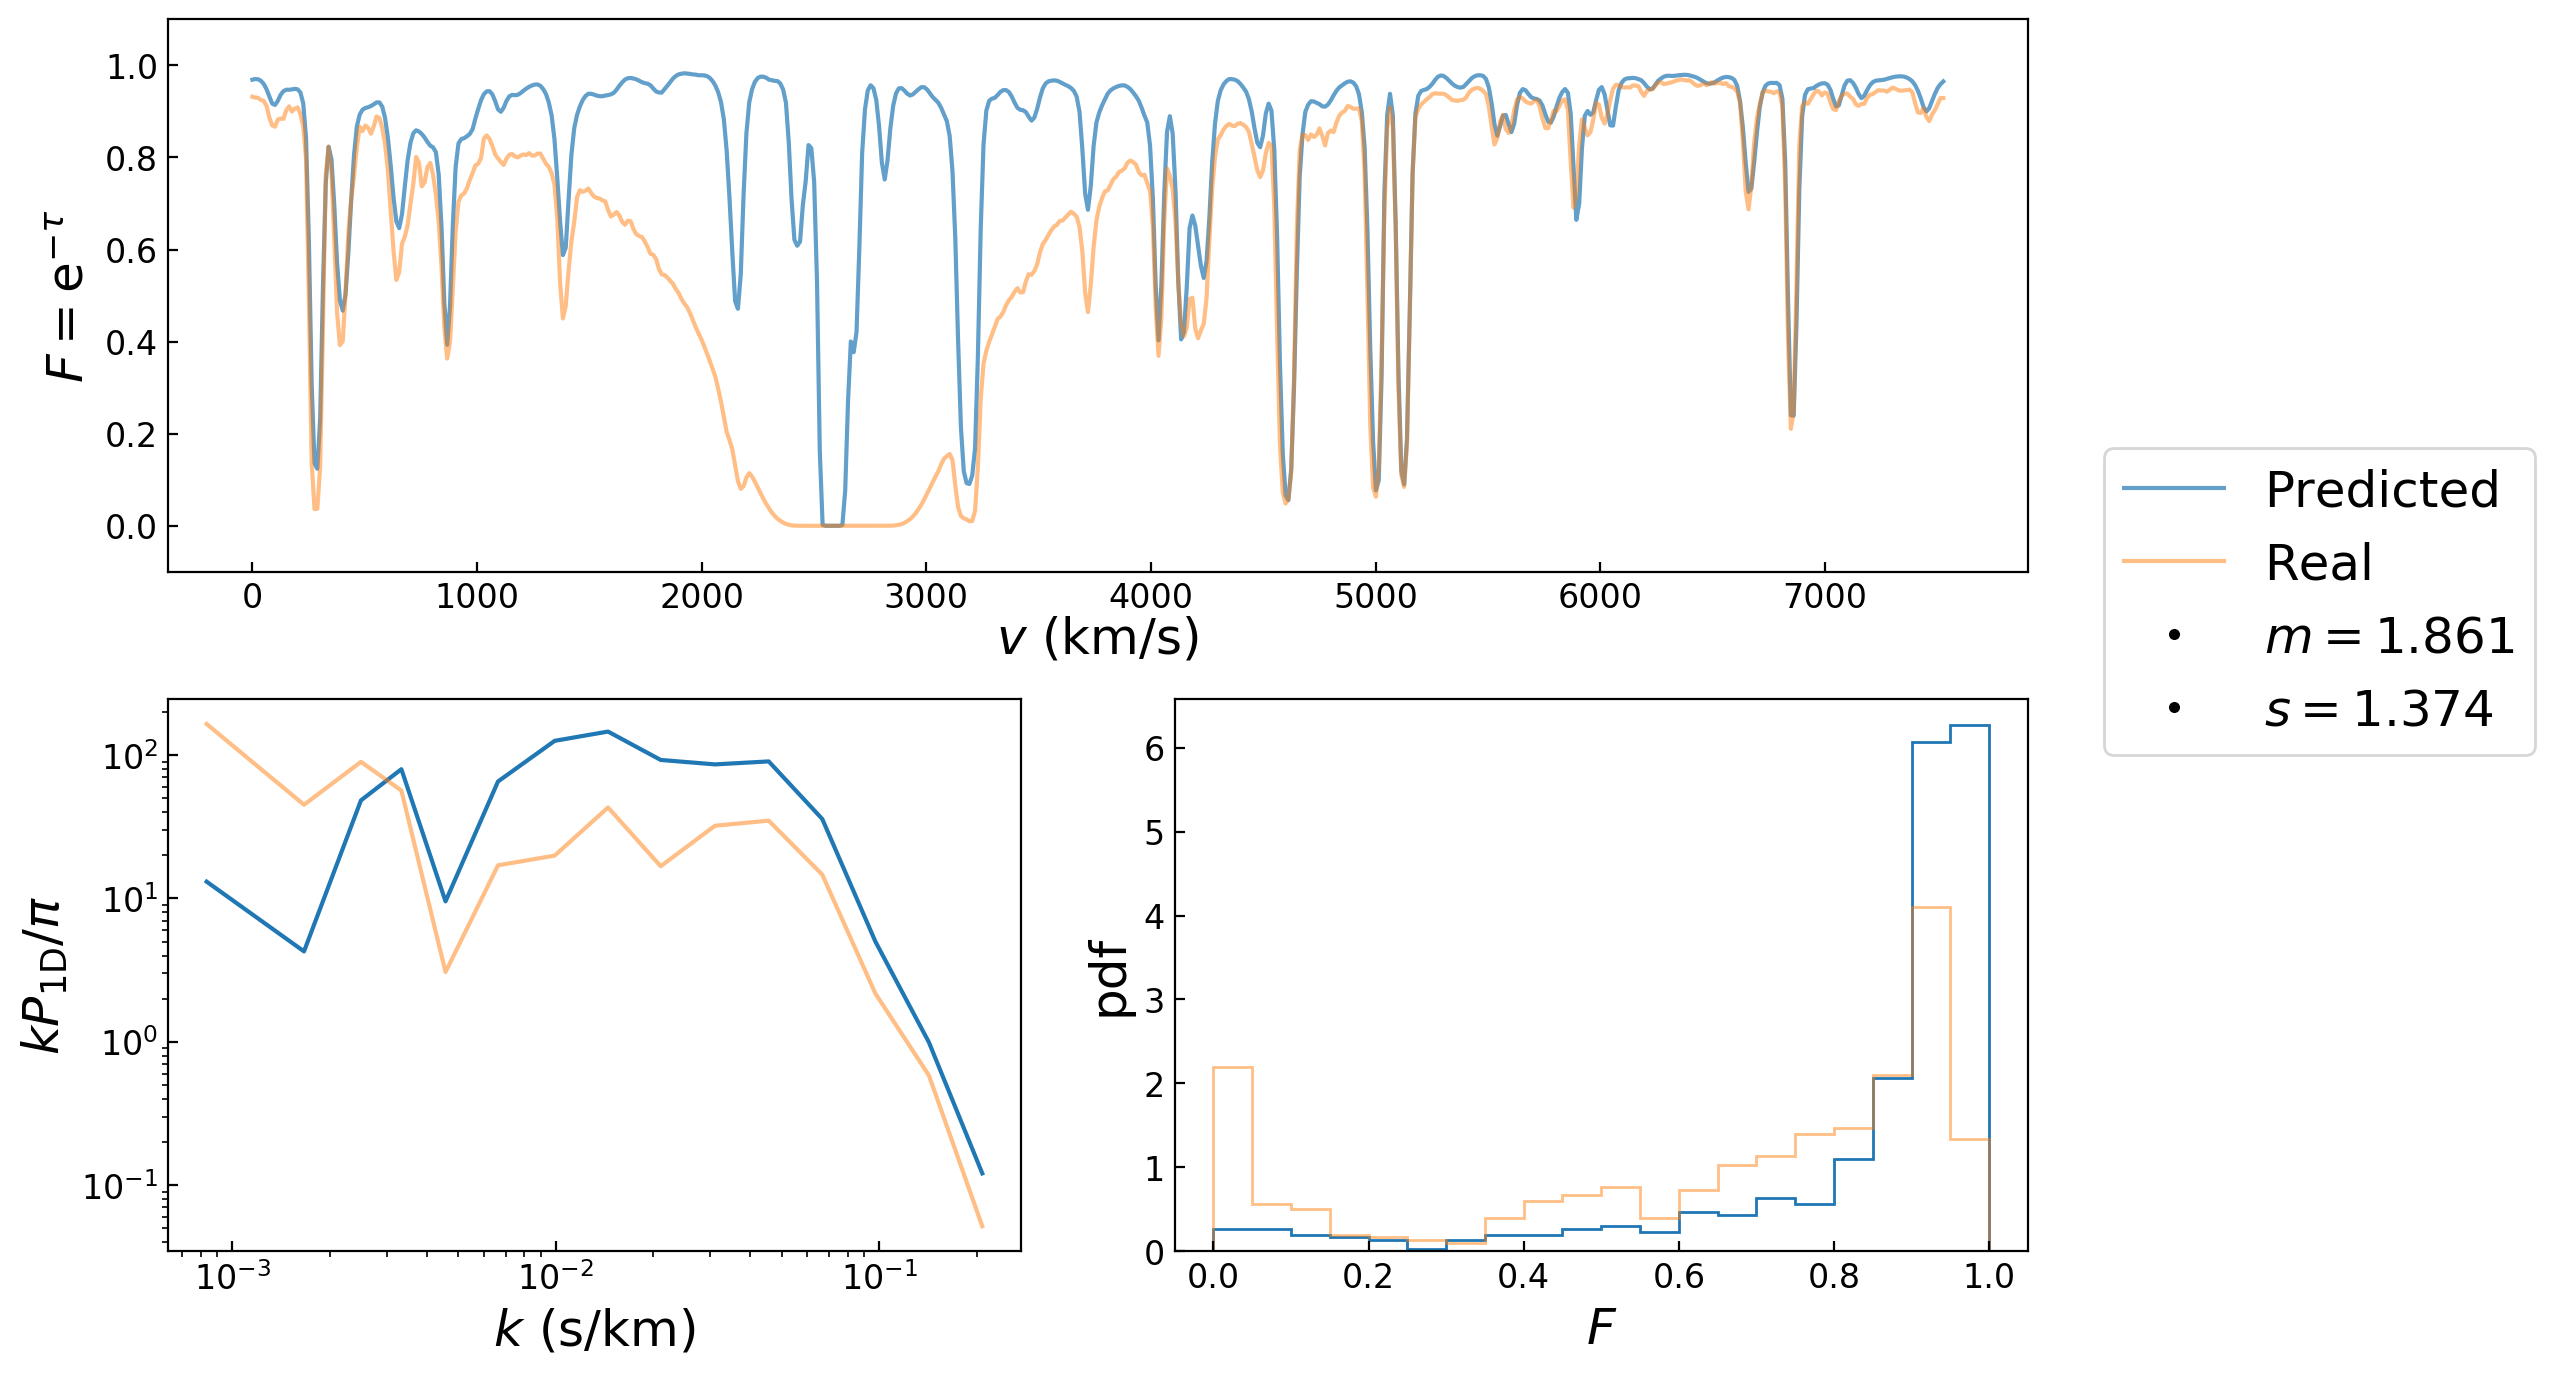 1.0
0.8
0.6
0.4
0.2
0.0
F = e^{−τ}
0 1000 2000 3000 4000 5000 6000 7000
v (km/s)
Predicted
Real
m = 1.861
s = 1.374
10^2
10^1
10^0
10^{−1}
kP_{1D}/π
10^{−3} 10^{−2} 10^{−1}
k (s/km)
6
5
4
3
2
1
0
pdf
0.0 0.2 0.4 0.6 0.8 1.0
F